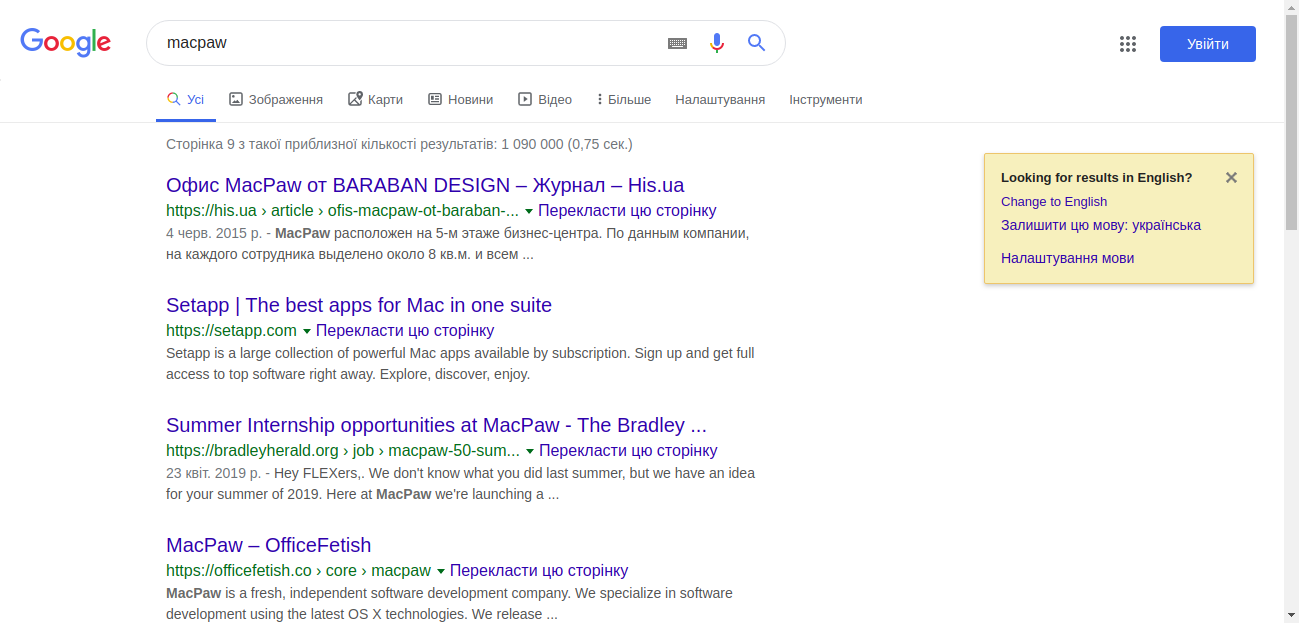 Google
macpaw
Увійти
Усі Зображення Карти Новини Відео Більше Налаштування Інструменти
Сторінка 9 з такої приблизної кількості результатів: 1 090 000 (0,75 сек.)
Офис MacPaw от BARABAN DESIGN – Журнал – His.ua
https://his.ua › article › ofis-macpaw-ot-baraban-... Перекласти цю сторінку
4 черв. 2015 р. - MacPaw расположен на 5-м этаже бизнес-центра. По данным компании,
на каждого сотрудника выделено около 8 кв.м. и всем ...
Setapp | The best apps for Mac in one suite
https://setapp.com Перекласти цю сторінку
Setapp is a large collection of powerful Mac apps available by subscription. Sign up and get full
access to top software right away. Explore, discover, enjoy.
Summer Internship opportunities at MacPaw - The Bradley ...
https://bradleyherald.org › job › macpaw-50-sum... Перекласти цю сторінку
23 квіт. 2019 р. - Hey FLEXers,. We don't know what you did last summer, but we have an idea
for your summer of 2019. Here at MacPaw we're launching a ...
MacPaw – OfficeFetish
https://officefetish.co › core › macpaw Перекласти цю сторінку
MacPaw is a fresh, independent software development company. We specialize in software
development using the latest OS X technologies. We release ...
Looking for results in English?
Change to English
Залишити цю мову: українська
Налаштування мови